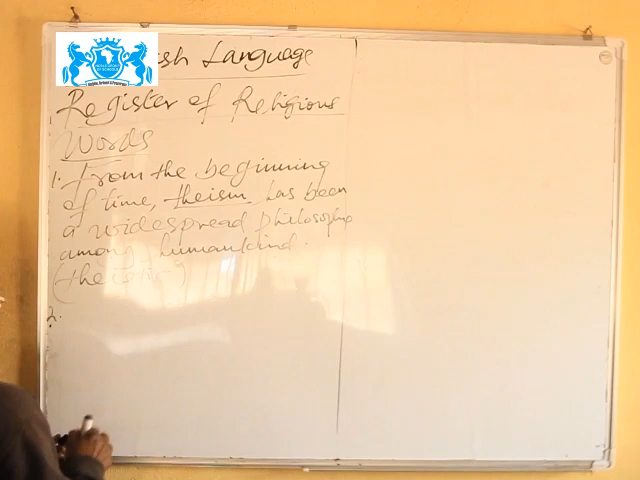 sh Language
Register of Religious
Words
1. From the beginning
of time, theism has been
a widespread philosophy
among humankind.
(theistic)
2.